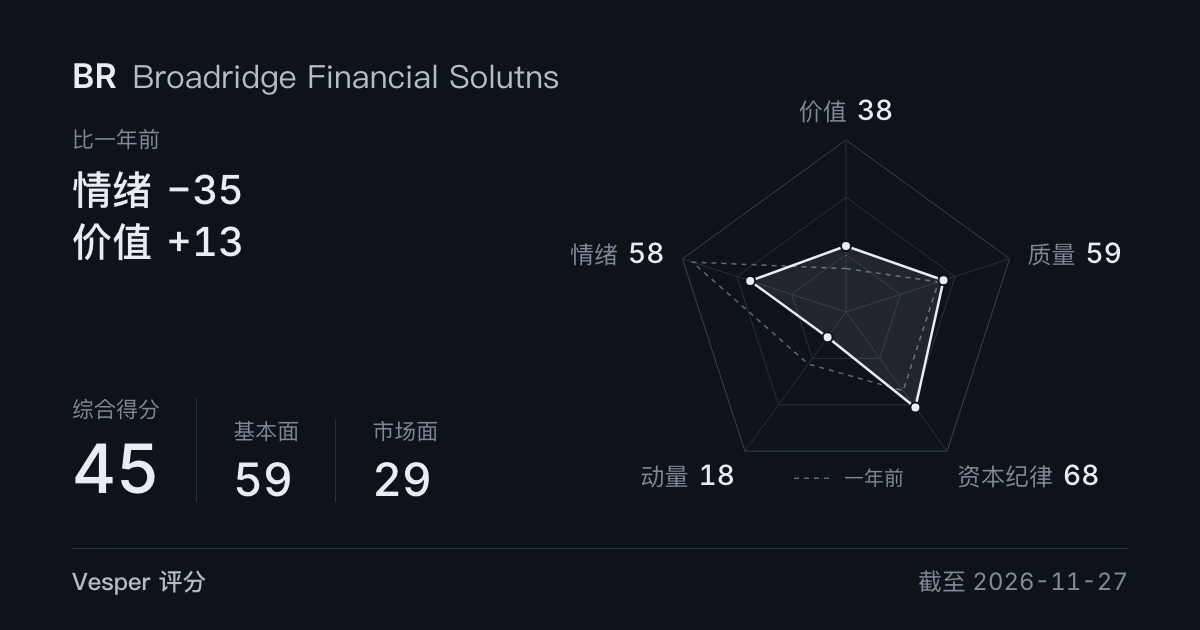 BR Broadridge Financial Solutns
比一年前
情绪 −35
价值 +13
价值 38
情绪 58
质量 59
动量 18
资本纪律 68
一年前
综合得分
45
基本面
59
市场面
29
Vesper 评分
截至 2026-11-27